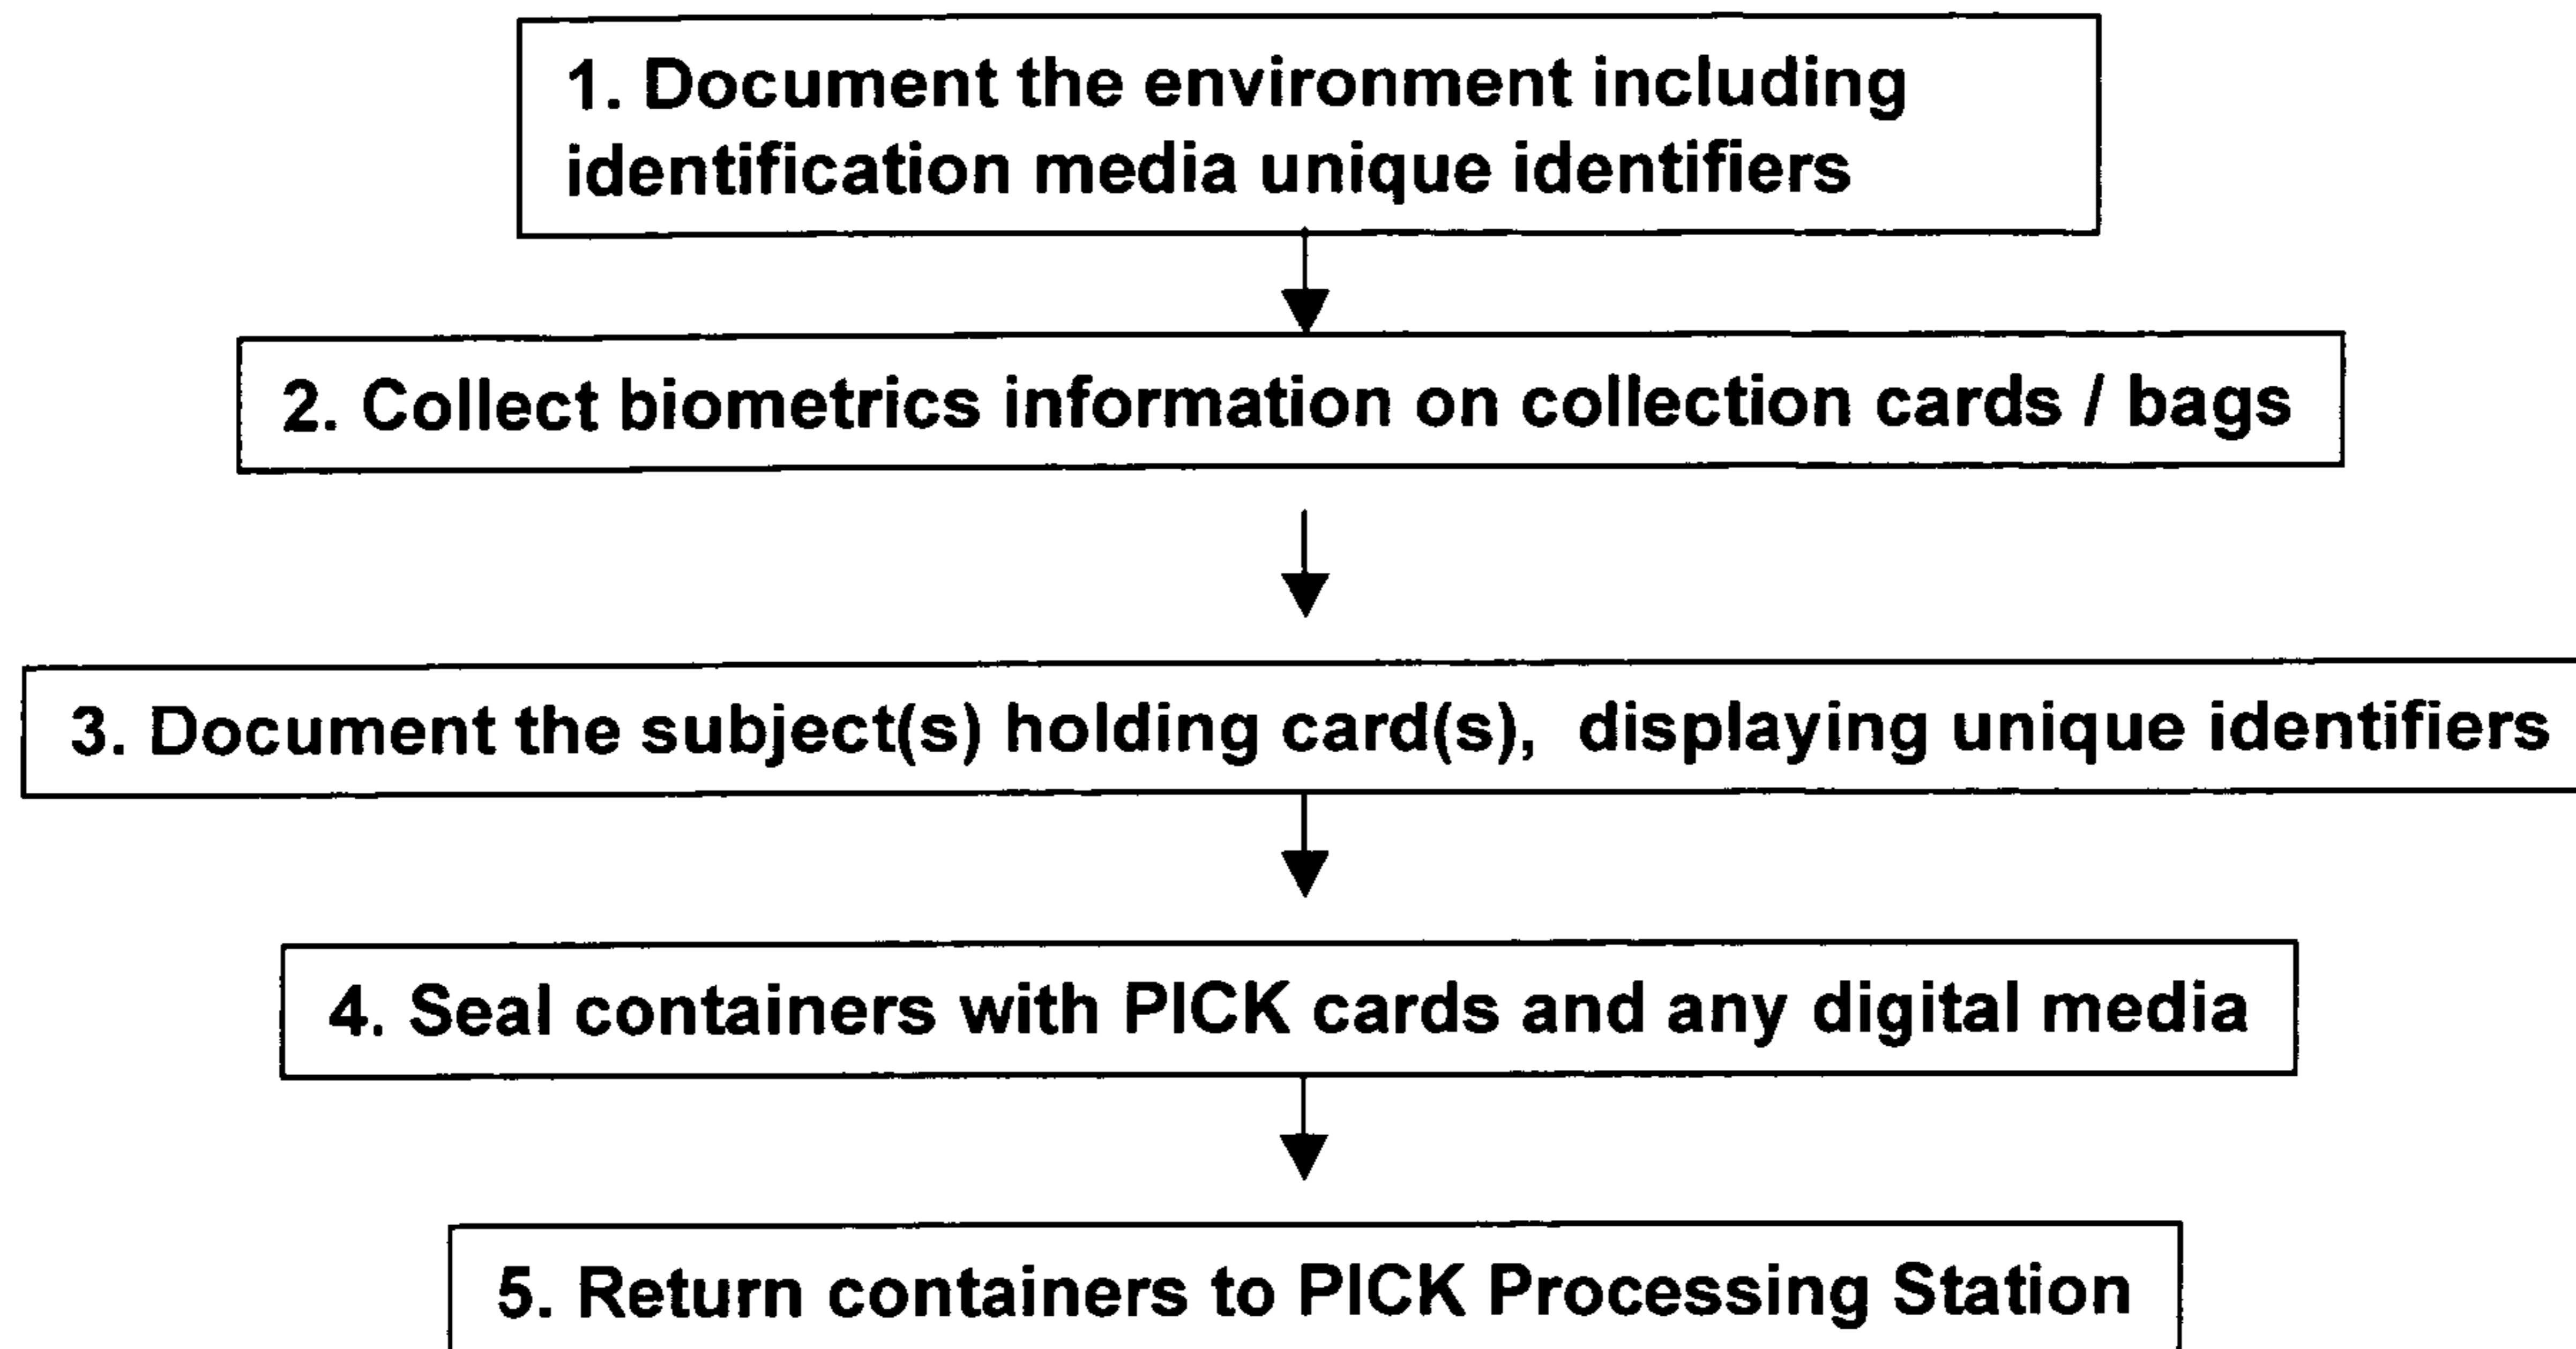 1. Document the environment including
identification media unique identifiers
2. Collect biometrics information on collection cards / bags
3. Document the subject(s) holding card(s), displaying unique identifiers
4. Seal containers with PICK cards and any digital media
5. Return containers to PICK Processing Station